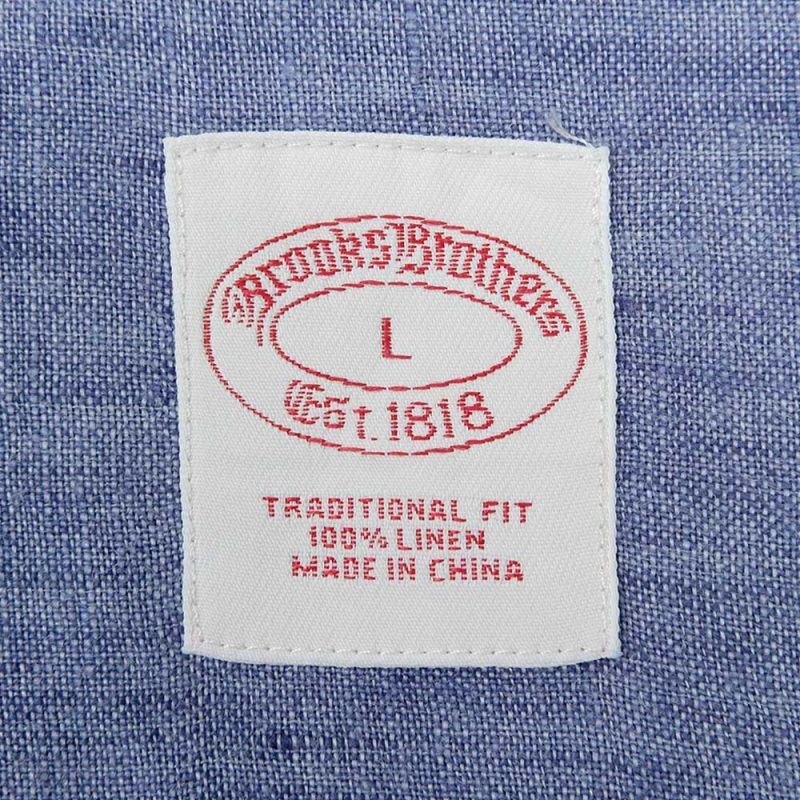 Brooks Brothers
L
Est. 1818
TRADITIONAL FIT
100% LINEN
MADE IN CHINA